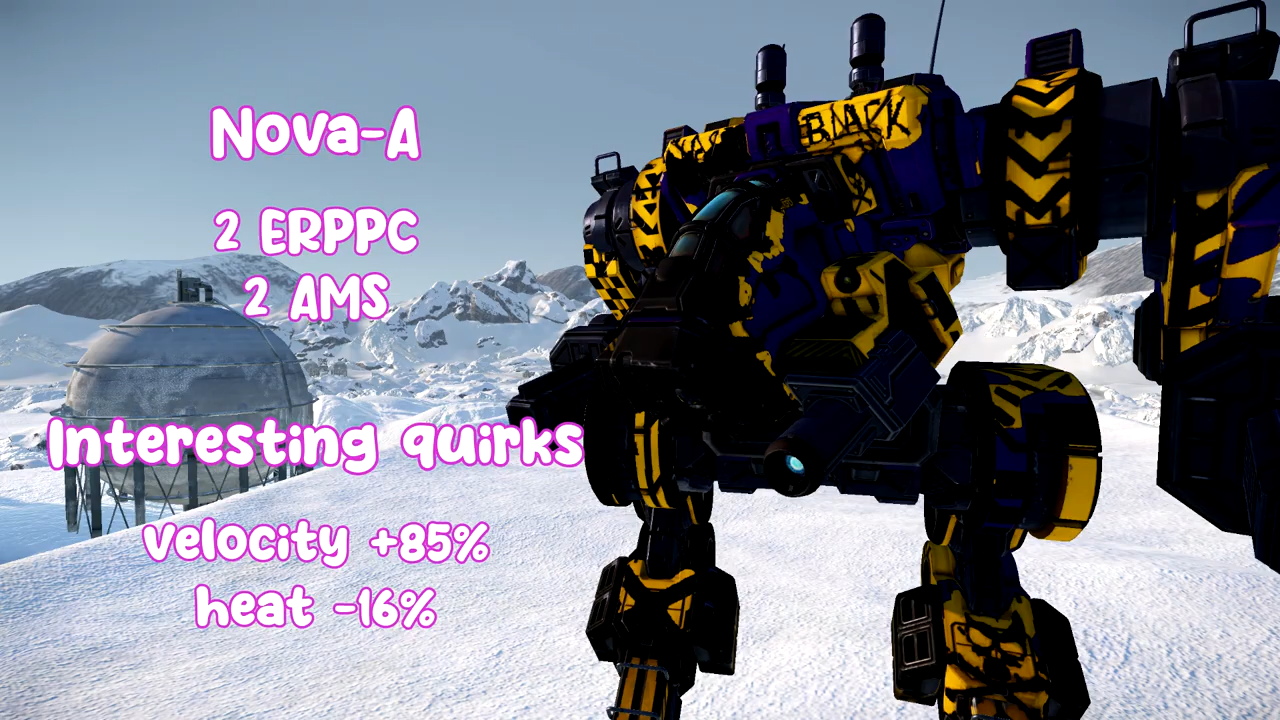 Nova-A
2 ERPPC
2 AMS
Interesting quirks
velocity +85%
heat -16%
BLACK